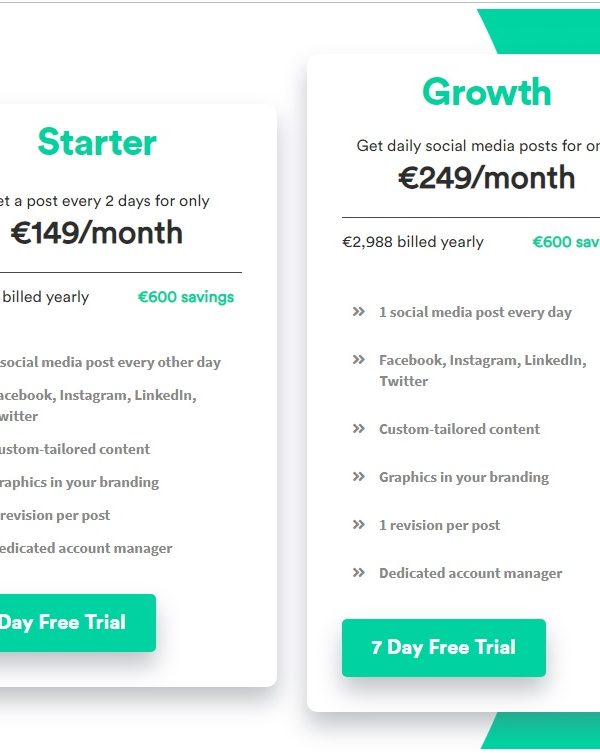 Starter
et a post every 2 days for only
€149/month
billed yearly €600 savings
social media post every other day
acebook, Instagram, LinkedIn,
witter
ustom-tailored content
raphics in your branding
revision per post
edicated account manager
Day Free Trial
Growth
Get daily social media posts for on
€249/month
€2,988 billed yearly €600 sav
1 social media post every day
Facebook, Instagram, LinkedIn,
Twitter
Custom-tailored content
Graphics in your branding
1 revision per post
Dedicated account manager
7 Day Free Trial